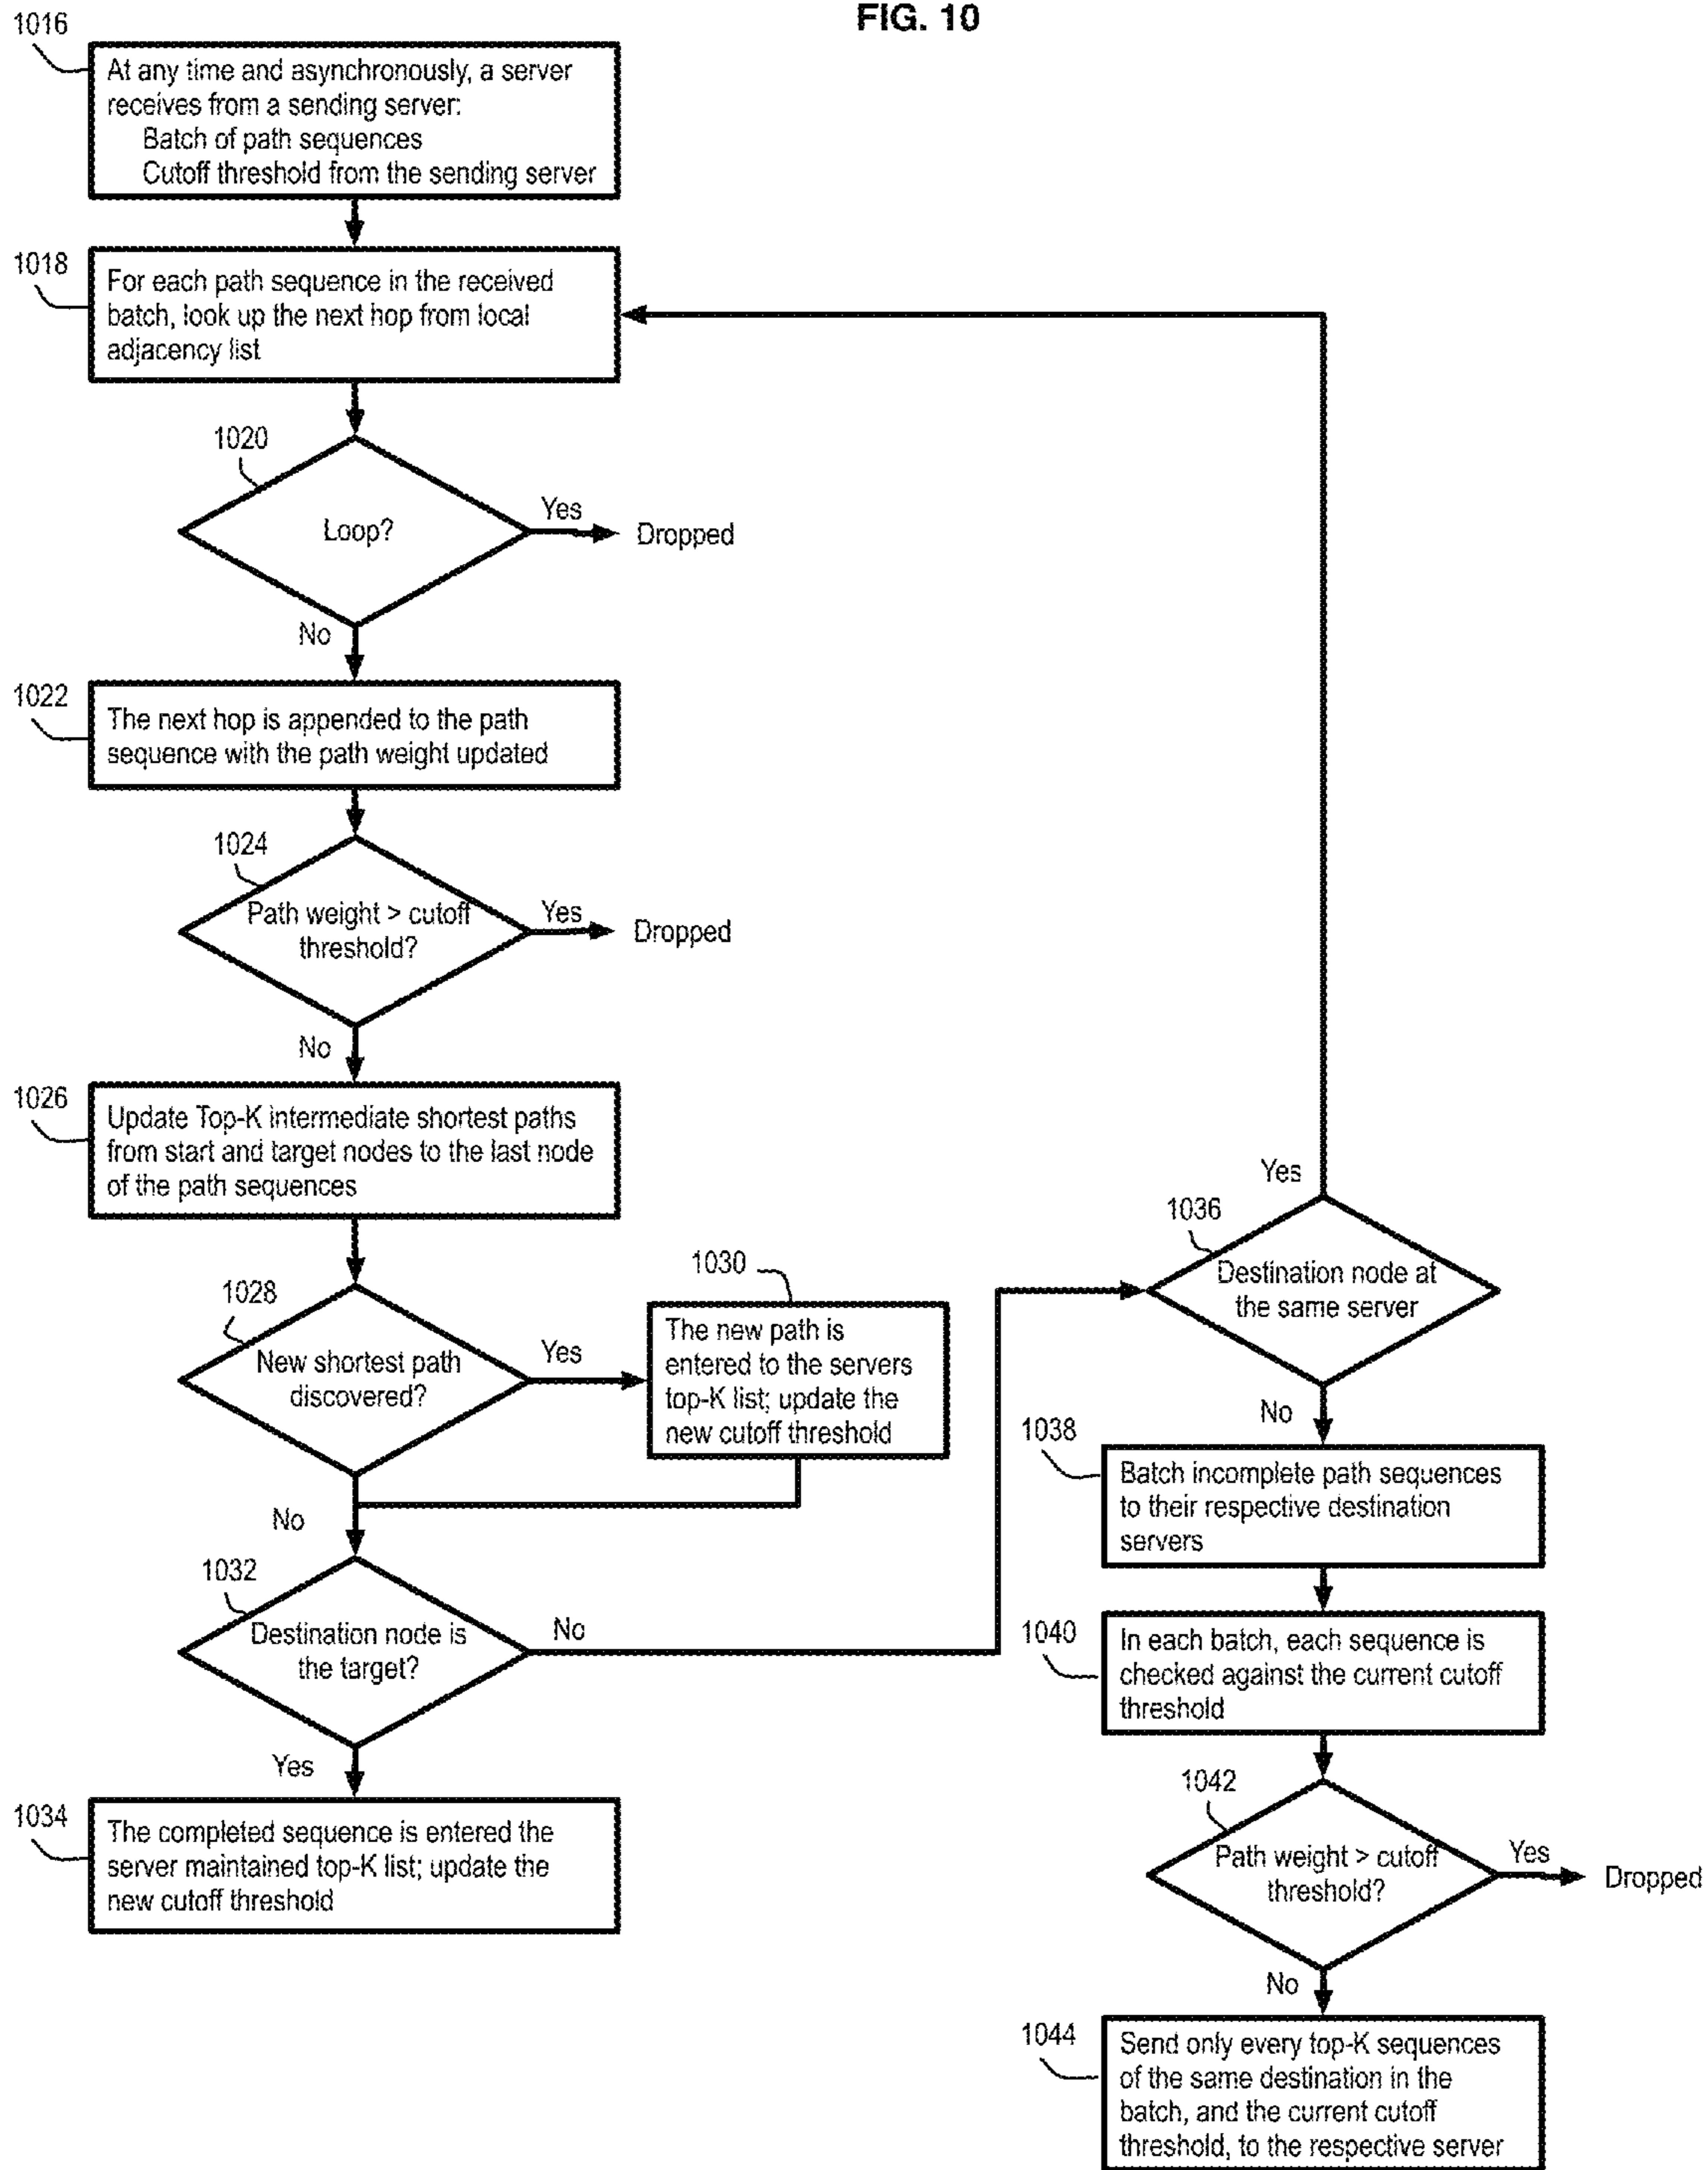 FIG. 10
1016
At any time and asynchronously, a server
receives from a sending server:
Batch of path sequences
Cutoff threshold from the sending server
1018
For each path sequence in the received
batch, look up the next hop from local
adjacency list
1020
Loop?
Yes
Dropped
No
1022
The next hop is appended to the path
sequence with the path weight updated
1024
Path weight > cutoff
threshold?
Yes
Dropped
No
1026
Update Top-K intermediate shortest paths
from start and target nodes to the last node
of the path sequences
1028
New shortest path
discovered?
Yes
1030
The new path is
entered to the servers
top-K list; update the
new cutoff threshold
No
1032
Destination node is
the target?
No
Yes
1034
The completed sequence is entered the
server maintained top-K list; update the
new cutoff threshold
Yes
1036
Destination node at
the same server
No
1038
Batch incomplete path sequences
to their respective destination
servers
1040
In each batch, each sequence is
checked against the current cutoff
threshold
1042
Path weight > cutoff
threshold?
Yes
Dropped
No
1044
Send only every top-K sequences
of the same destination in the
batch, and the current cutoff
threshold, to the respective server